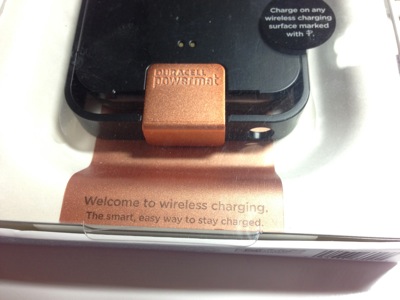 Charge on any
wireless charging
surface marked
with
DURACELL
powermat
Welcome to wireless charging.
The smart, easy way to stay charged.